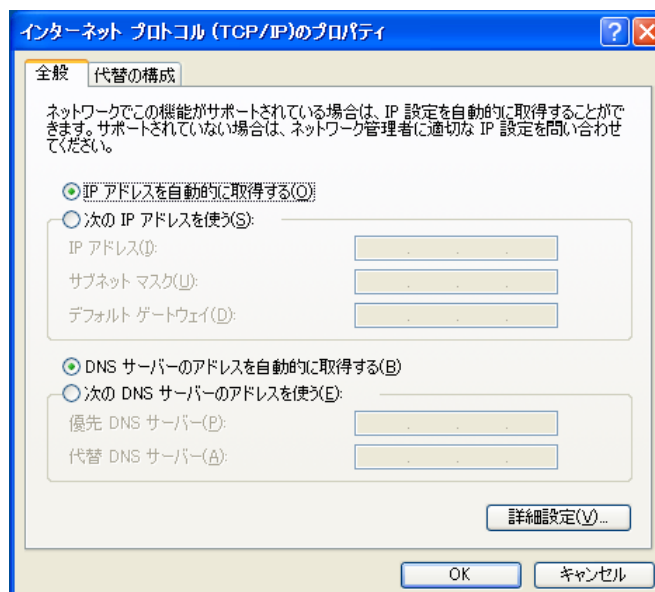 インターネット プロトコル (TCP/IP)のプロパティ
全般
代替の構成
ネットワークでこの機能がサポートされている場合は、IP 設定を自動的に取得することがで
きます。サポートされていない場合は、ネットワーク管理者に適切な IP 設定を問い合わせ
てください。
IP アドレスを自動的に取得する(O)
次の IP アドレスを使う(S):
IP アドレス(I):
サブネット マスク(U):
デフォルト ゲートウェイ(D):
DNS サーバーのアドレスを自動的に取得する(B)
次の DNS サーバーのアドレスを使う(E):
優先 DNS サーバー(P):
代替 DNS サーバー(A):
詳細設定(V)...
OK
キャンセル